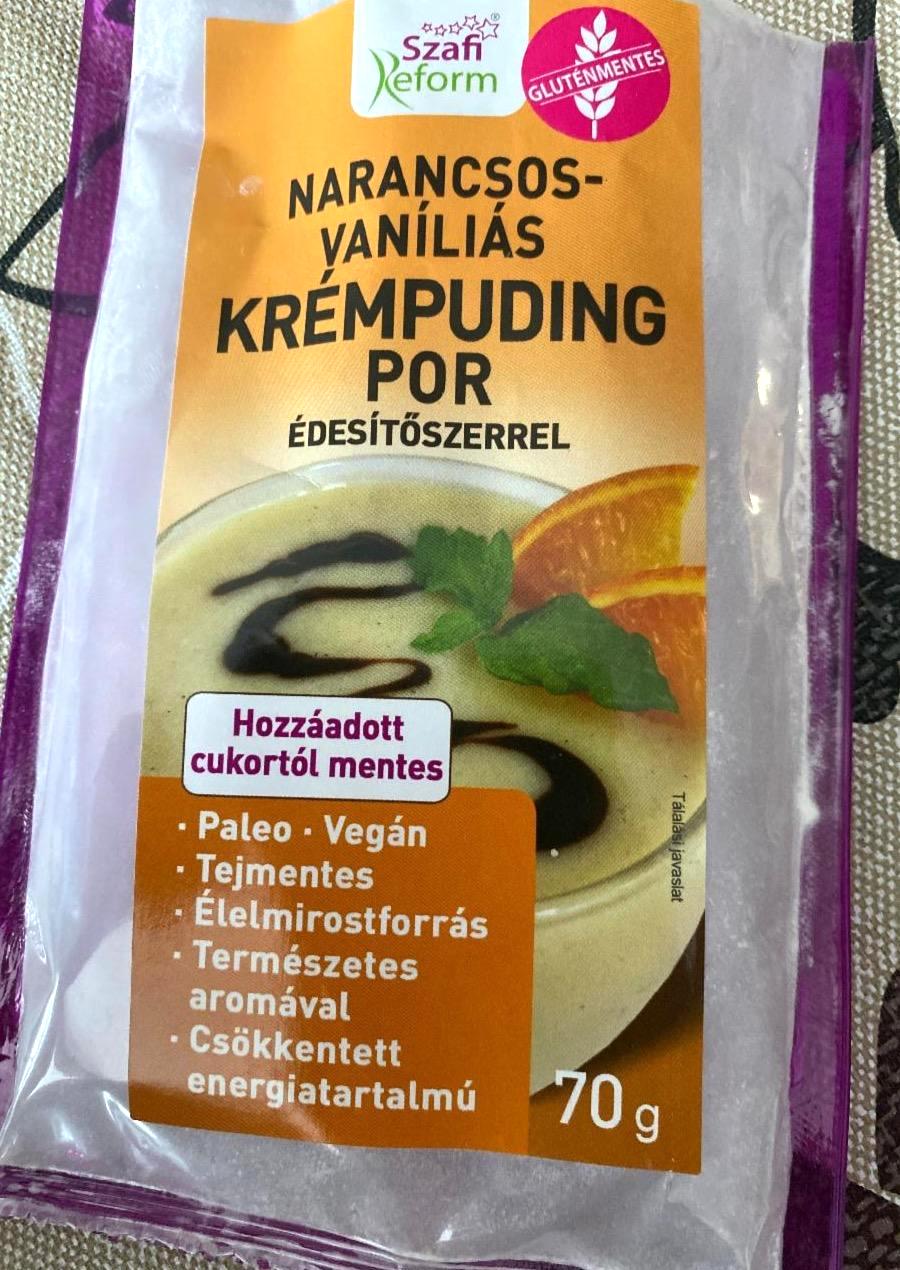 Szafi
Reform
®
GLUTÉNMENTES
NARANCSOS-
VANÍLIÁS
KRÉMPUDING
POR
ÉDESÍTŐSZERREL
Hozzáadott
cukortól mentes
· Paleo · Vegán
· Tejmentes
· Élelmirostforrás
· Természetes
aromával
· Csökkentett
energiatartalmú
70 g
Tálalási javaslat